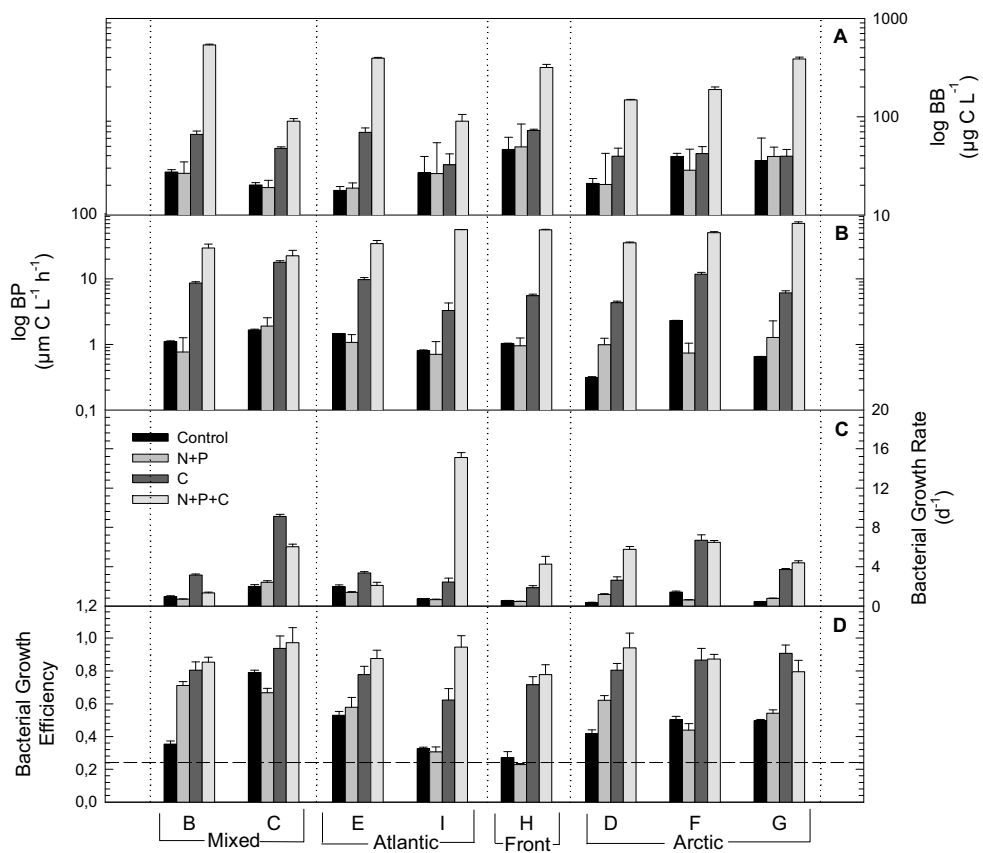 A
1000
100
10
log BB
(µg C L⁻¹)
100
10
1
0,1
log BP
(µm C L⁻¹ h⁻¹)
B
Control
N+P
C
N+P+C
C
20
16
12
8
4
0
Bacterial Growth Rate
(d⁻¹)
1,2
1,0
0,8
0,6
0,4
0,2
0,0
Bacterial Growth
Efficiency
D
B C E I H D F G
Mixed Atlantic Front Arctic